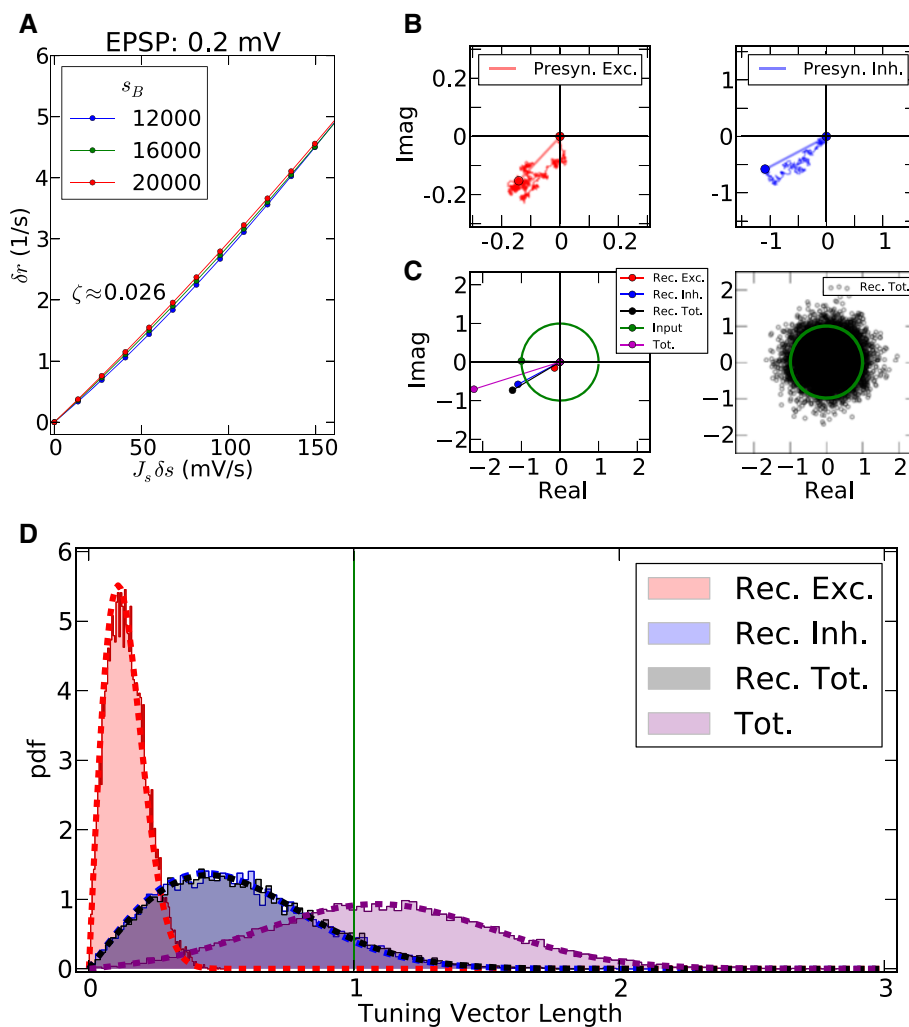 A
EPSP: 0.2 mV
s_B
12000
16000
20000
ζ≈0.026
δr (1/s)
6
5
4
3
2
1
0
0
50
100
150
J_s δs (mV/s)
B
Presyn. Exc.
Imag
0.2
0
-0.2
-0.2
0
0.2
Presyn. Inh.
1
0
-1
-1
0
1
C
Rec. Exc.
Rec. Inh.
Rec. Tot.
Input
Tot.
Imag
2
1
0
−1
−2
−2
−1
0
1
2
Real
Rec. Tot.
2
1
0
−1
−2
−2
−1
0
1
2
Real
D
Rec. Exc.
Rec. Inh.
Rec. Tot.
Tot.
pdf
6
5
4
3
2
1
0
0
1
2
3
Tuning Vector Length